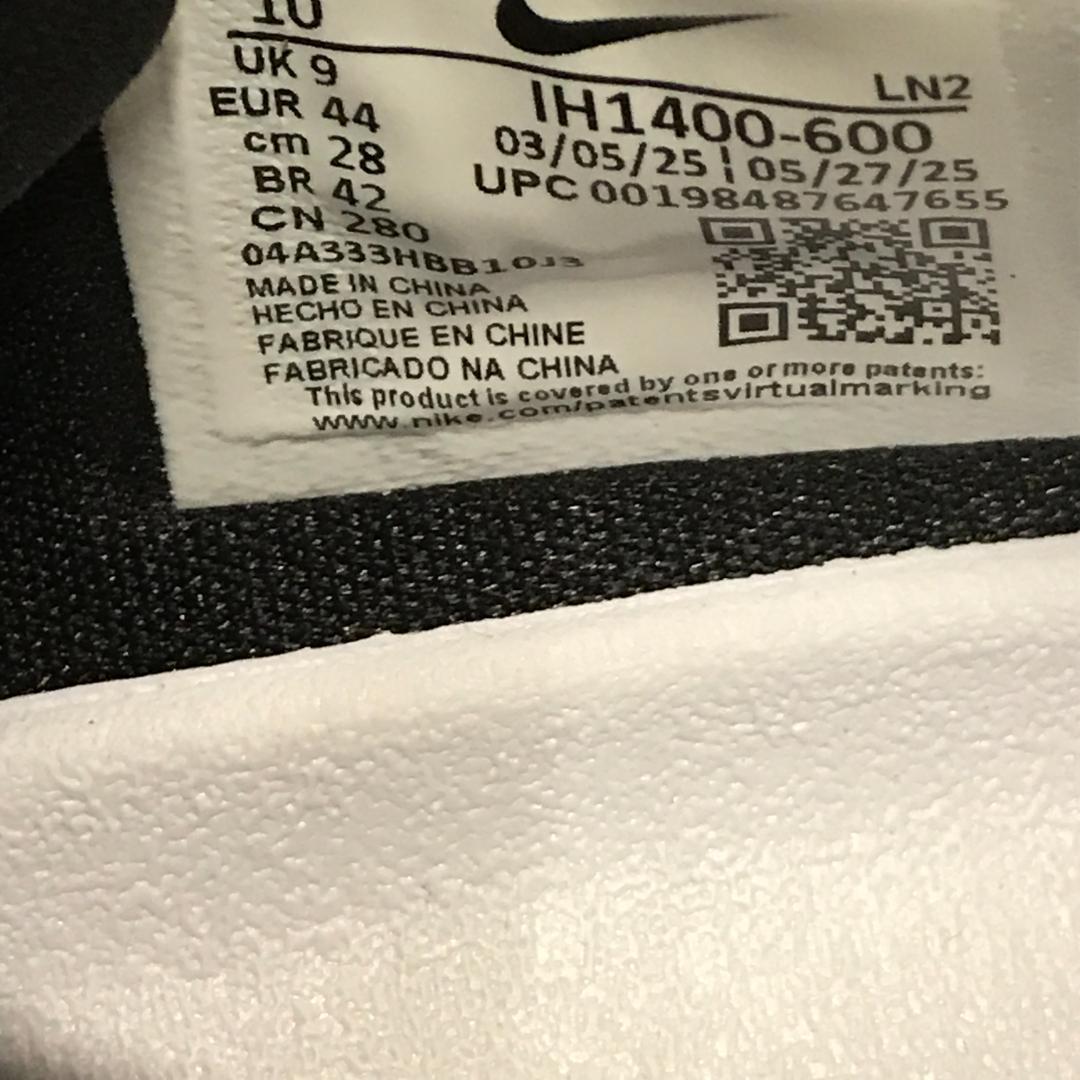 10
UK 9
EUR 44
cm 28
BR 42
CN 280
LN2
IH1400-600
03/05/25 | 05/27/25
UPC 00198487647655
04A333HBB10J3
MADE IN CHINA
HECHO EN CHINA
FABRIQUE EN CHINE
FABRICADO NA CHINA
This product is covered by one or more patents:
www.nike.com/patentsvirtualmarking